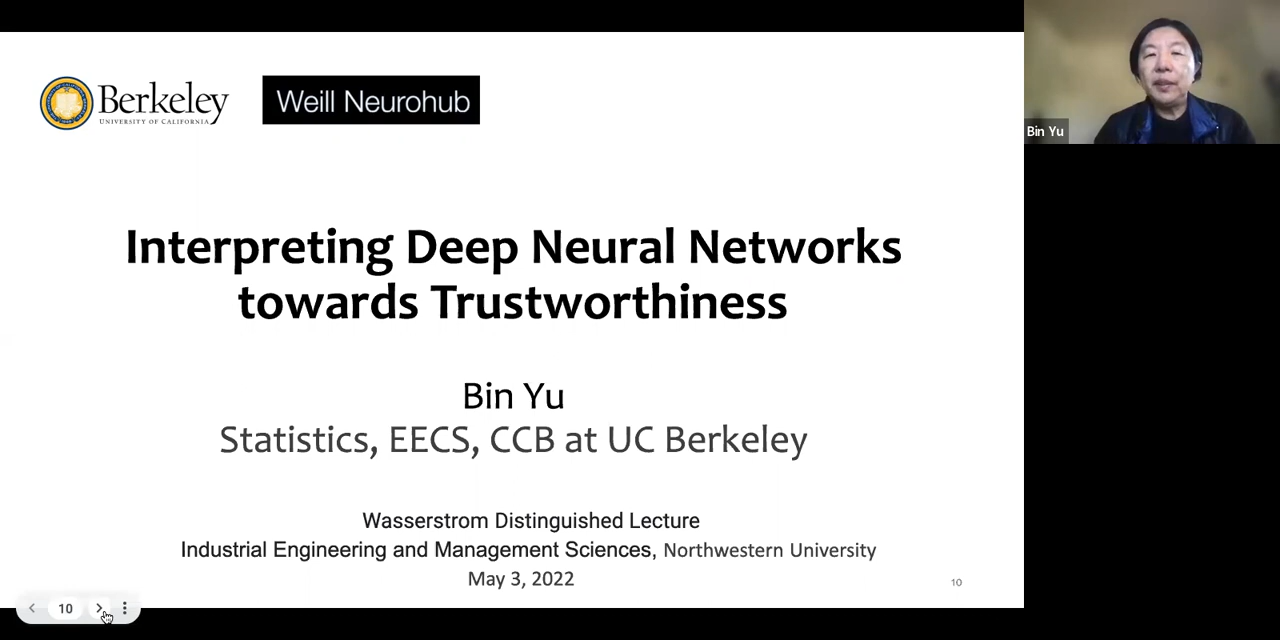 Berkeley
UNIVERSITY OF CALIFORNIA
Weill Neurohub
Bin Yu
Interpreting Deep Neural Networks
towards Trustworthiness
Bin Yu
Statistics, EECS, CCB at UC Berkeley
Wasserstrom Distinguished Lecture
Industrial Engineering and Management Sciences, Northwestern University
May 3, 2022
10
10